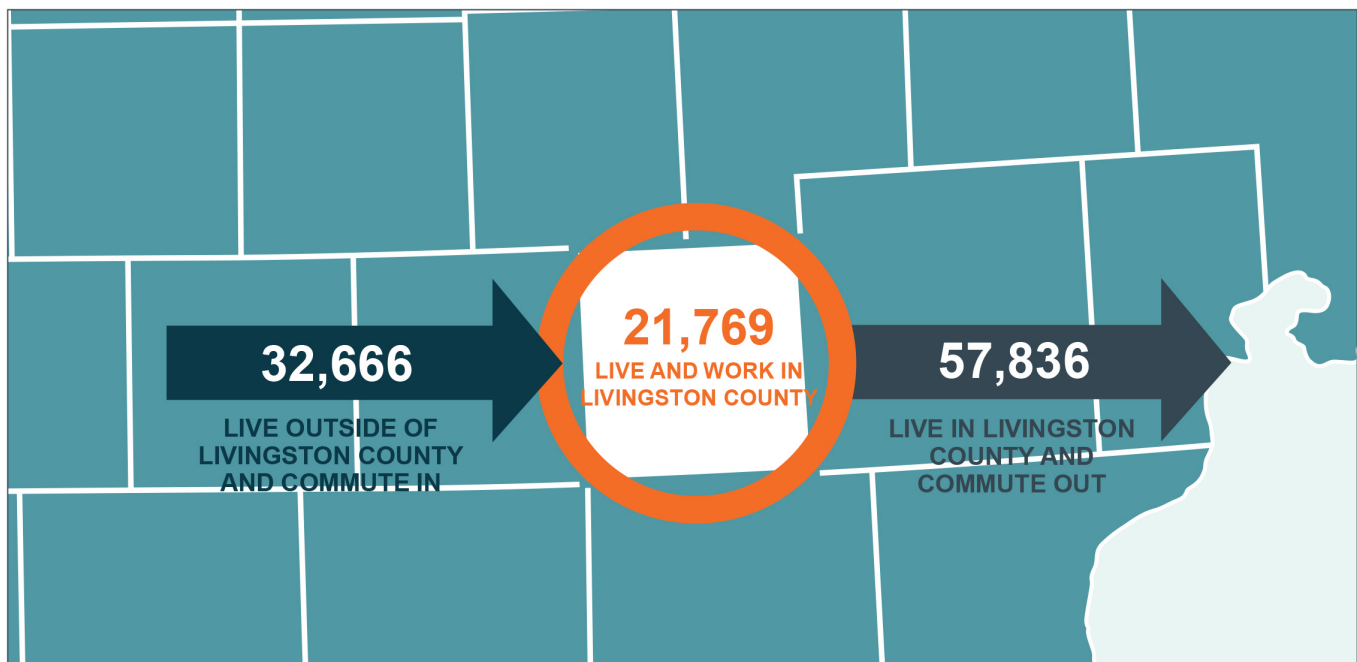 32,666
LIVE OUTSIDE OF
LIVINGSTON COUNTY
AND COMMUTE IN
21,769
LIVE AND WORK IN
LIVINGSTON COUNTY
57,836
LIVE IN LIVINGSTON
COUNTY AND
COMMUTE OUT